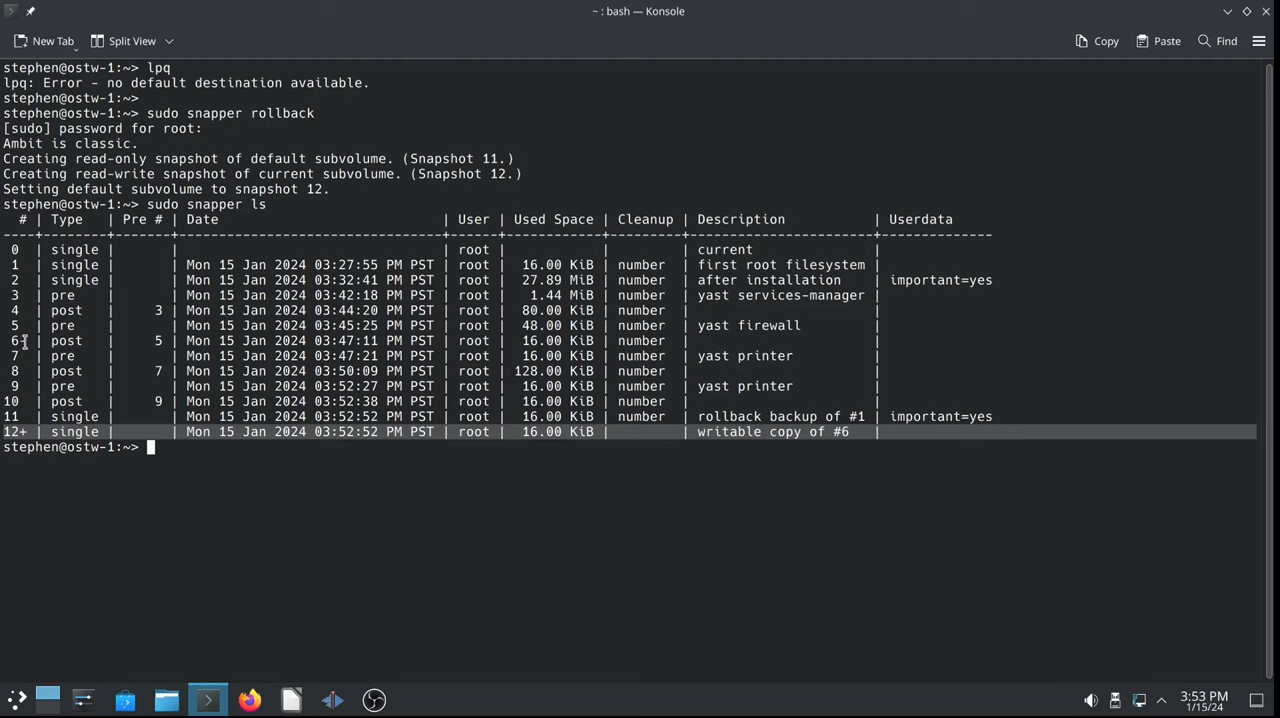 ~ : bash — Konsole
New Tab
Split View
Copy
Paste
Find
stephen@ostw-1:~> lpq
lpq: Error - no default destination available.
stephen@ostw-1:~>
stephen@ostw-1:~> sudo snapper rollback
[sudo] password for root:
Ambit is classic.
Creating read-only snapshot of default subvolume. (Snapshot 11.)
Creating read-write snapshot of current subvolume. (Snapshot 12.)
Setting default subvolume to snapshot 12.
stephen@ostw-1:~> sudo snapper ls
  # | Type   | Pre # | Date                            | User | Used Space | Cleanup | Description           | Userdata
----+--------+-------+---------------------------------+------+------------+---------+-----------------------+--------------
 0  | single |       |                                 | root |            |         | current               |
 1  | single |       | Mon 15 Jan 2024 03:27:55 PM PST | root |  16.00 KiB | number  | first root filesystem |
 2  | single |       | Mon 15 Jan 2024 03:32:41 PM PST | root |  27.89 MiB | number  | after installation    | important=yes
 3  | pre    |       | Mon 15 Jan 2024 03:42:18 PM PST | root |   1.44 MiB | number  | yast services-manager |
 4  | post   |     3 | Mon 15 Jan 2024 03:44:20 PM PST | root |  80.00 KiB | number  |                       |
 5  | pre    |       | Mon 15 Jan 2024 03:45:25 PM PST | root |  48.00 KiB | number  | yast firewall         |
 6- | post   |     5 | Mon 15 Jan 2024 03:47:11 PM PST | root |  16.00 KiB | number  |                       |
 7  | pre    |       | Mon 15 Jan 2024 03:47:21 PM PST | root |  16.00 KiB | number  | yast printer          |
 8  | post   |     7 | Mon 15 Jan 2024 03:50:09 PM PST | root | 128.00 KiB | number  |                       |
 9  | pre    |       | Mon 15 Jan 2024 03:52:27 PM PST | root |  16.00 KiB | number  | yast printer          |
10  | post   |     9 | Mon 15 Jan 2024 03:52:38 PM PST | root |  16.00 KiB | number  |                       |
11  | single |       | Mon 15 Jan 2024 03:52:52 PM PST | root |  16.00 KiB | number  | rollback backup of #1 | important=yes
12+ | single |       | Mon 15 Jan 2024 03:52:52 PM PST | root |  16.00 KiB |         | writable copy of #6   |
stephen@ostw-1:~>
3:53 PM
1/15/24